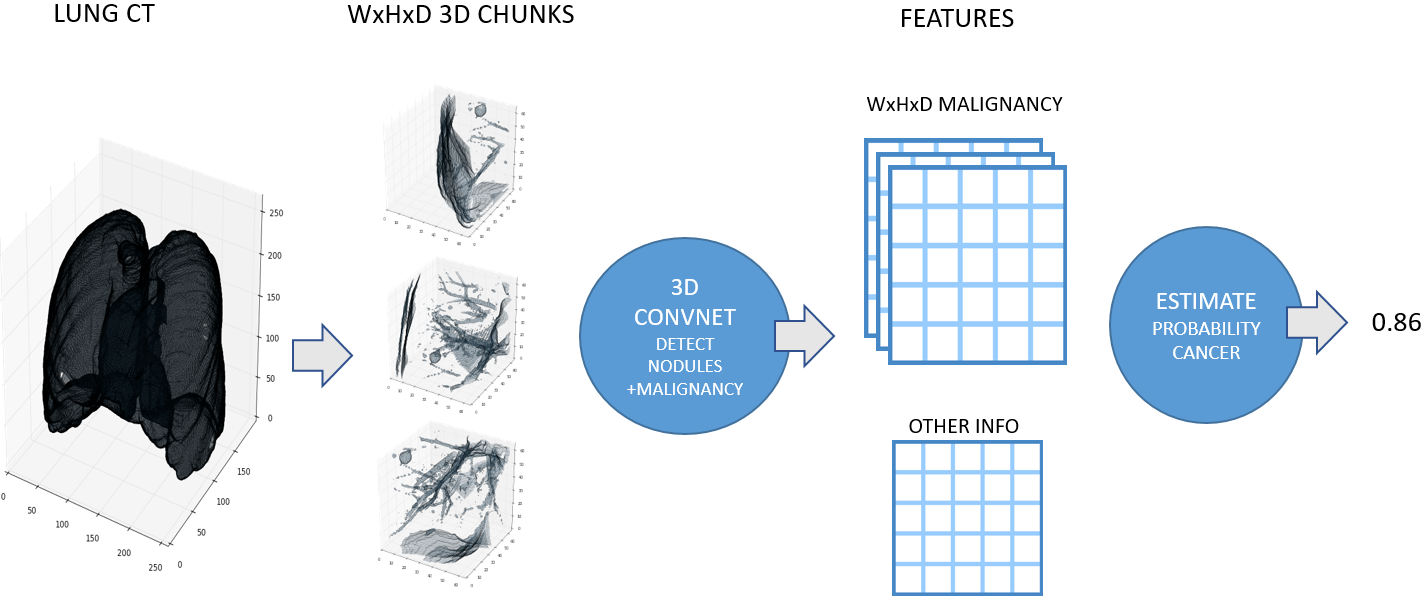 LUNG CT
WxHxD 3D CHUNKS
FEATURES
WxHxD MALIGNANCY
3D
CONVNET
DETECT
NODULES
+MALIGNANCY
OTHER INFO
ESTIMATE
PROBABILITY
CANCER
0.86
250
200
150
100
50
0
150
100
50
0
0
50
100
150
200
250